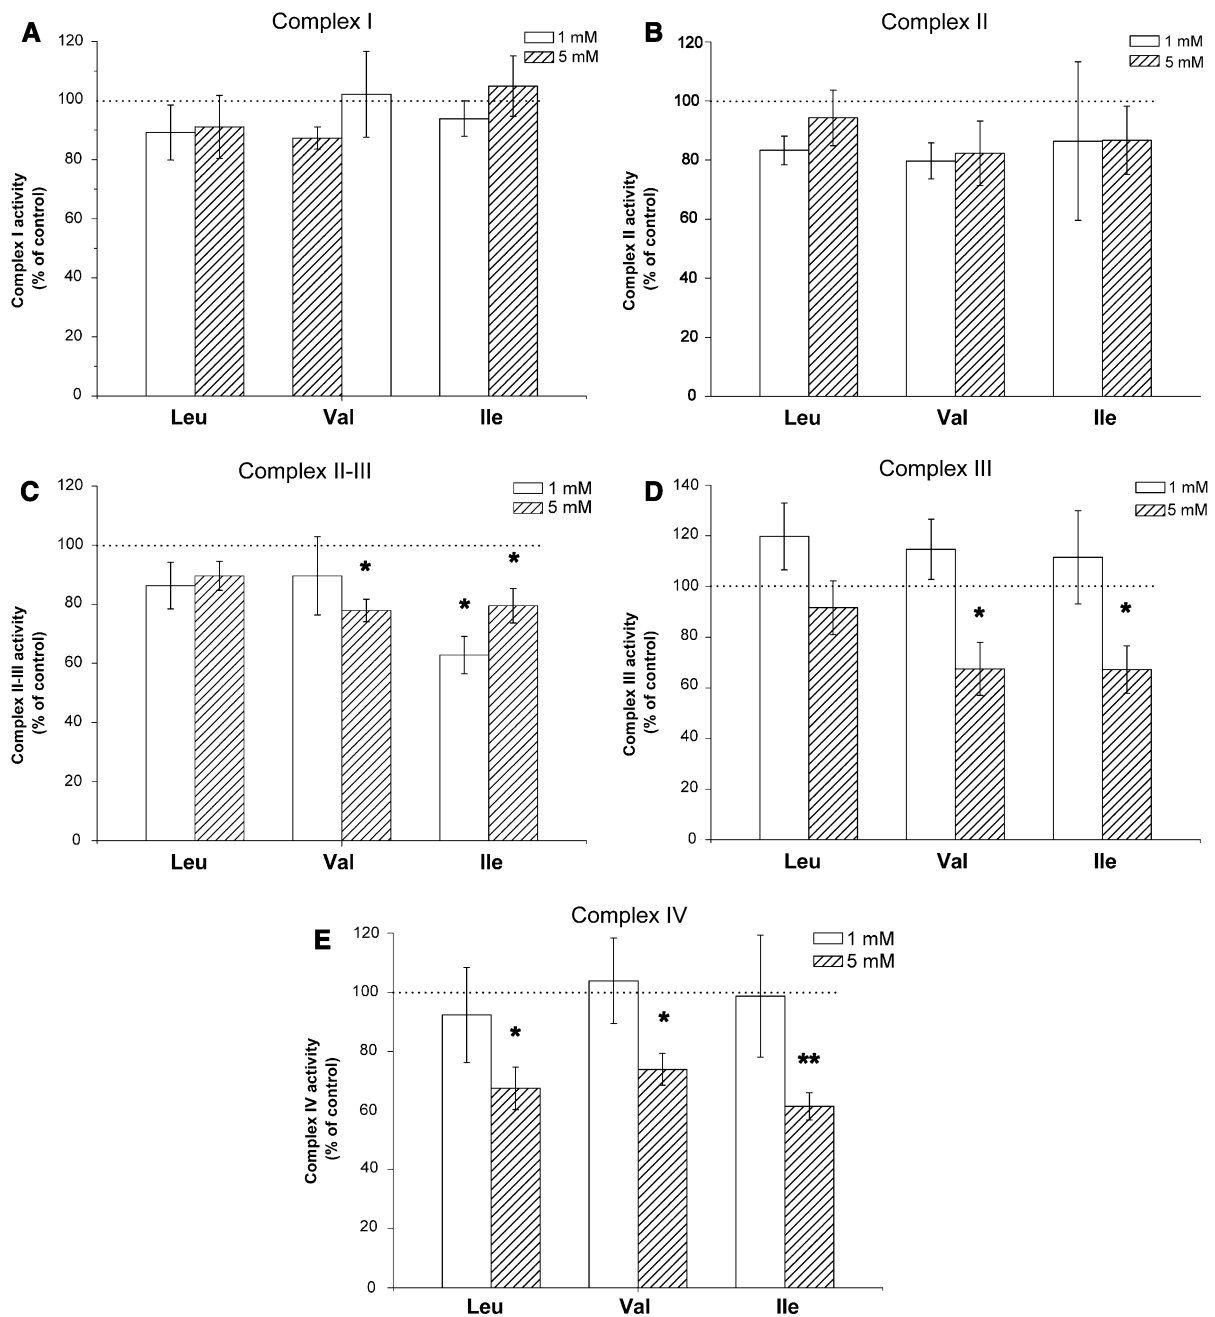 A
Complex I
1 mM
5 mM
Complex I activity
(% of control)
120
100
80
60
40
20
0
Leu Val Ile
B
Complex II
1 mM
5 mM
Complex II activity
(% of control)
120
100
80
60
40
20
0
Leu Val Ile
C
Complex II-III
1 mM
5 mM
Complex II-III activity
(% of control)
120
100
80
60
40
20
0
*
*
*
Leu Val Ile
D
Complex III
1 mM
5 mM
Complex III activity
(% of control)
140
120
100
80
60
40
20
0
*
*
Leu Val Ile
E
Complex IV
1 mM
5 mM
Complex IV activity
(% of control)
120
100
80
60
40
20
0
*
*
**
Leu Val Ile